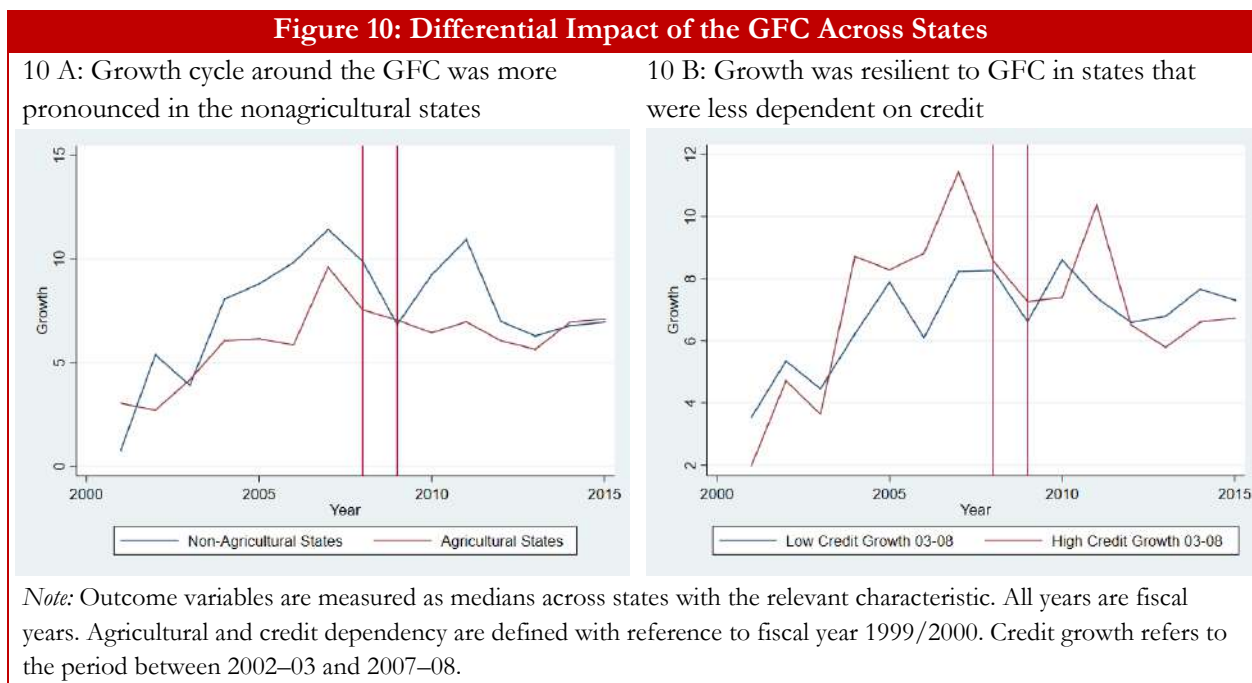 Figure 10: Differential Impact of the GFC Across States
10 A: Growth cycle around the GFC was more
pronounced in the nonagricultural states
15
10
5
0
Growth
2000
2005
2010
2015
Year
Non-Agricultural States
Agricultural States
10 B: Growth was resilient to GFC in states that
were less dependent on credit
12
10
8
6
4
2
Growth
2000
2005
2010
2015
Year
Low Credit Growth 03-08
High Credit Growth 03-08
Note: Outcome variables are measured as medians across states with the relevant characteristic. All years are fiscal
years. Agricultural and credit dependency are defined with reference to fiscal year 1999/2000. Credit growth refers to
the period between 2002–03 and 2007–08.